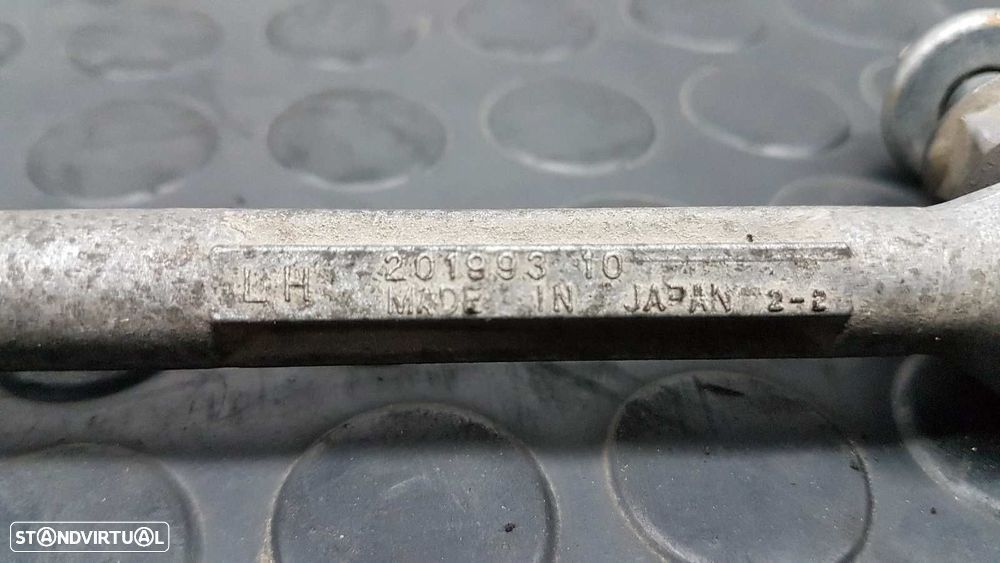 LH 201993 10
MADE IN JAPAN 2-2
STANDVIRTUAL